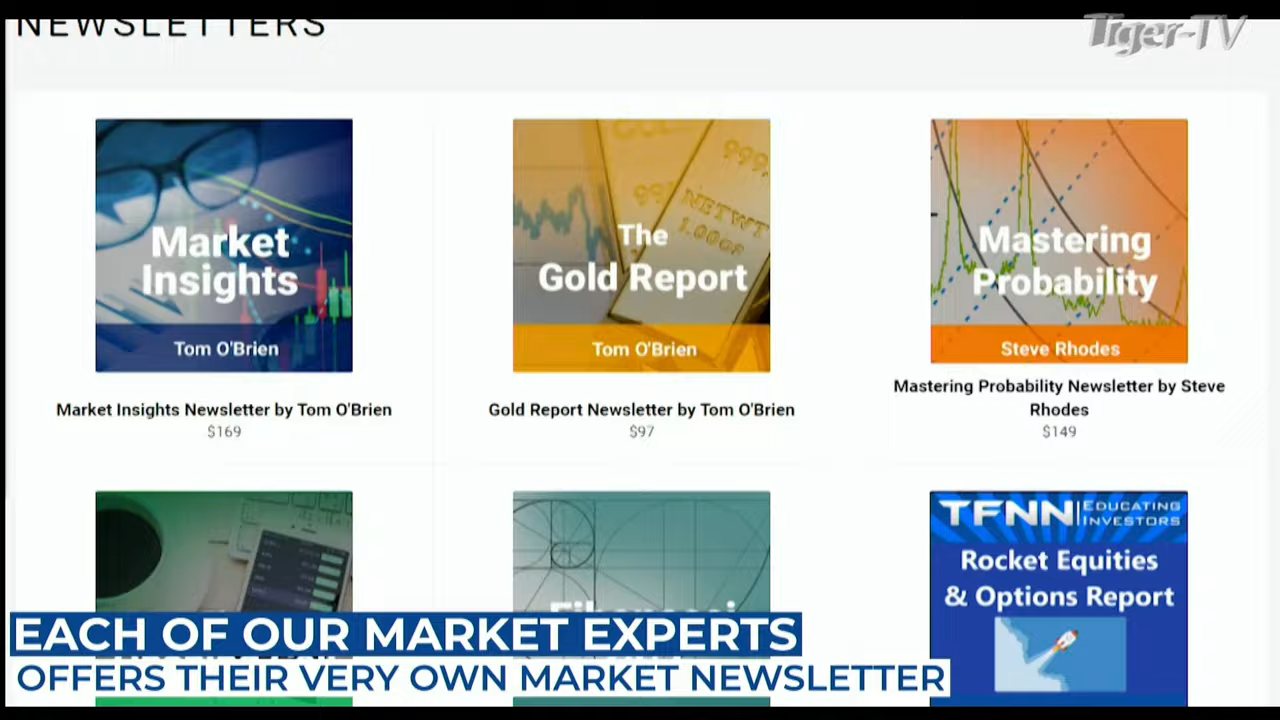 NEWSLETTERS
Tiger-TV
Market
Insights
Tom O'Brien
The
Gold Report
Tom O'Brien
Mastering
Probability
Steve Rhodes
Market Insights Newsletter by Tom O'Brien
$169
Gold Report Newsletter by Tom O'Brien
$97
Mastering Probability Newsletter by Steve
Rhodes
$149
TFNN EDUCATING
INVESTORS
Rocket Equities
& Options Report
EACH OF OUR MARKET EXPERTS
OFFERS THEIR VERY OWN MARKET NEWSLETTER